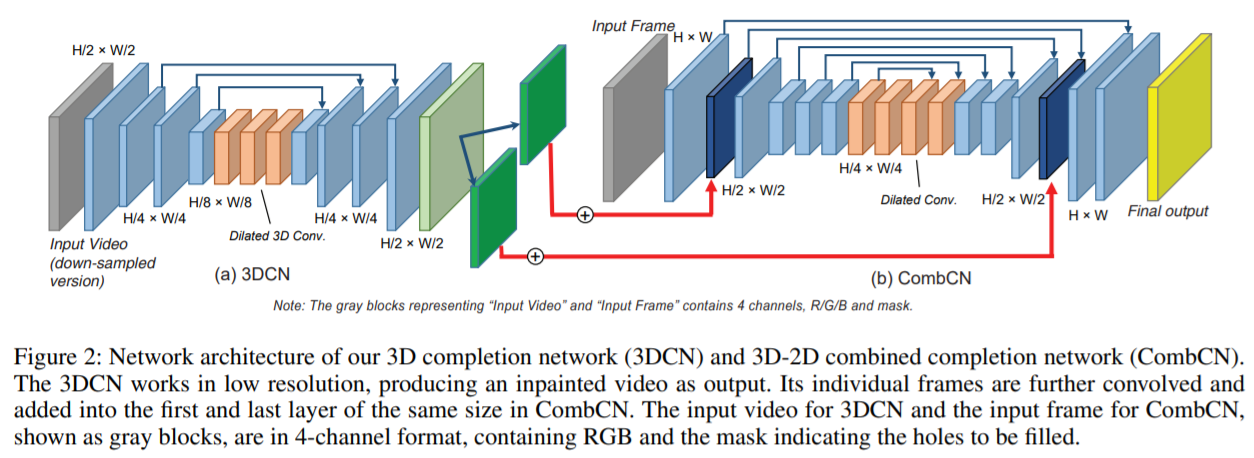 Input Frame
H × W
H/2 × W/2
H/4 × W/4
H/8 × W/8
Dilated 3D Conv.
H/4 × W/4
H/2 × W/2
Input Video
(down-sampled
version)
(a) 3DCN
+
+
H/2 × W/2
H/4 × W/4
Dilated Conv.
H/2 × W/2
H × W
Final output
(b) CombCN
Note: The gray blocks representing “Input Video” and “Input Frame” contains 4 channels, R/G/B and mask.
Figure 2: Network architecture of our 3D completion network (3DCN) and 3D-2D combined completion network (CombCN).
The 3DCN works in low resolution, producing an inpainted video as output. Its individual frames are further convolved and
added into the first and last layer of the same size in CombCN. The input video for 3DCN and the input frame for CombCN,
shown as gray blocks, are in 4-channel format, containing RGB and the mask indicating the holes to be filled.